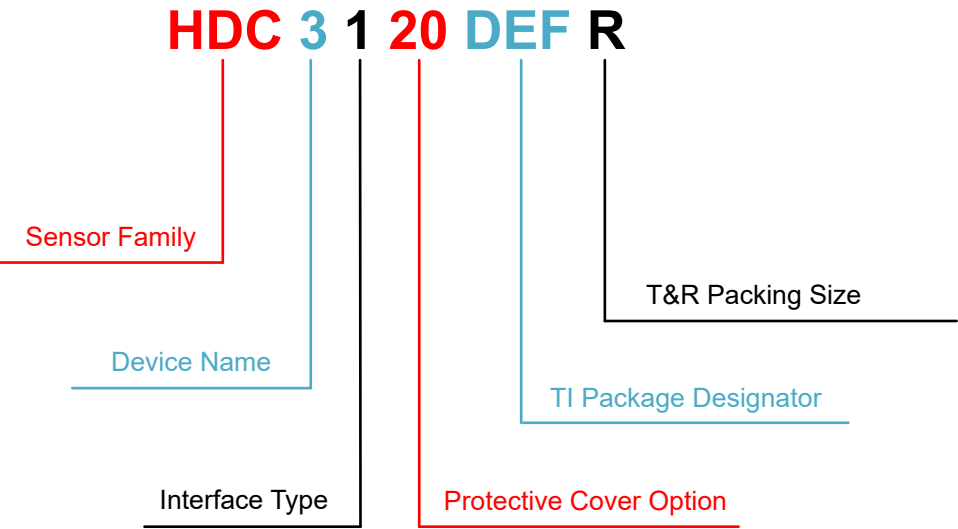 HDC 3 1 20 DEF R
Sensor Family
T&R Packing Size
Device Name
TI Package Designator
Interface Type
Protective Cover Option